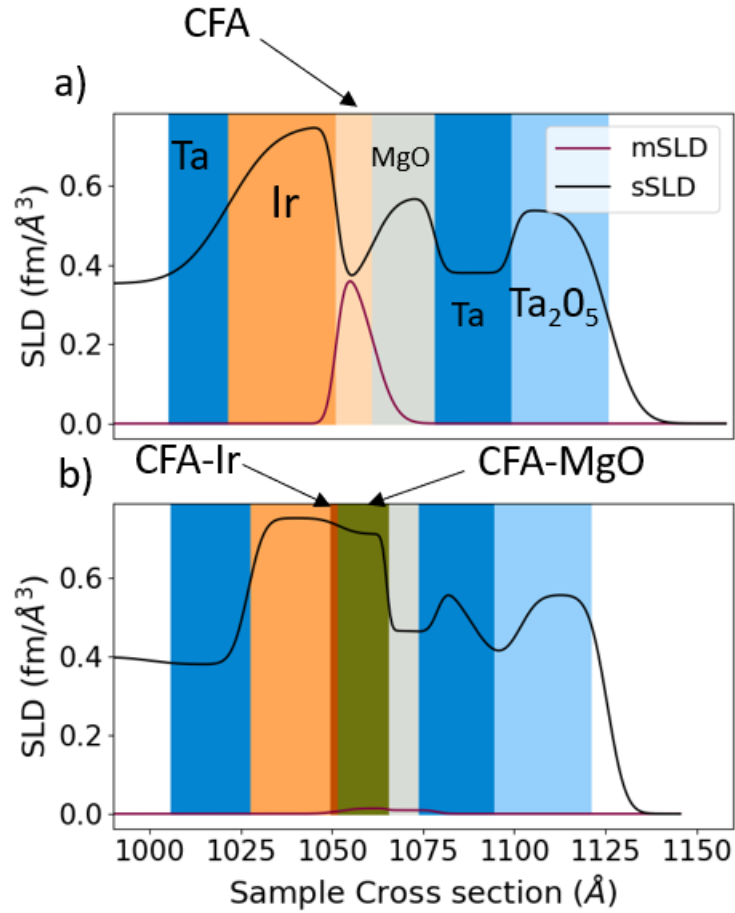 CFA
a)
Ta
Ir
MgO
Ta
Ta₂0₅
mSLD
sSLD
0.6
0.4
0.2
0.0
SLD (fm/Å³)
CFA-Ir
CFA-MgO
b)
0.6
0.4
0.2
0.0
SLD (fm/Å³)
1000 1025 1050 1075 1100 1125 1150
Sample Cross section (Å)